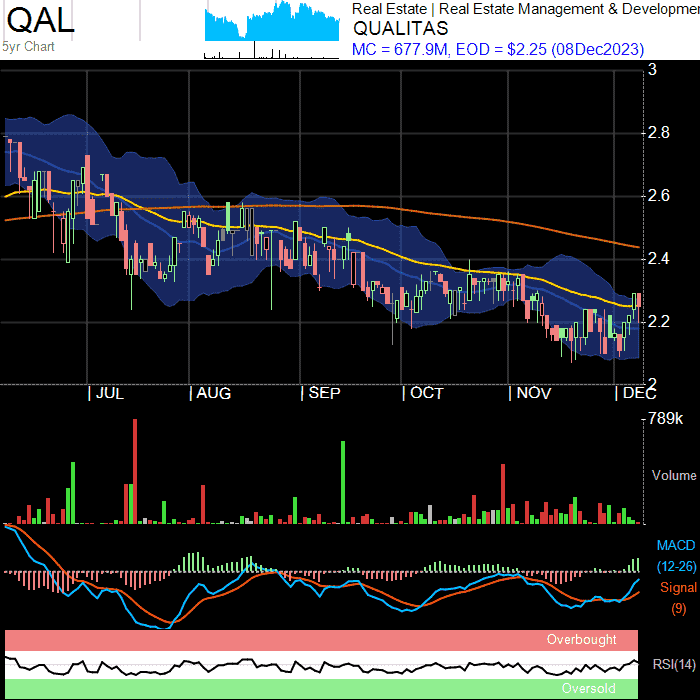 QAL
5yr Chart
Real Estate | Real Estate Management & Developmen
QUALITAS
MC = 677.9M, EOD = $2.25 (08Dec2023)
3
2.8
2.6
2.4
2.2
2
| JUL
| AUG
| SEP
| OCT
| NOV
| DEC
789k
Volume
MACD
(12-26)
Signal
(9)
Overbought
RSI(14)
Oversold